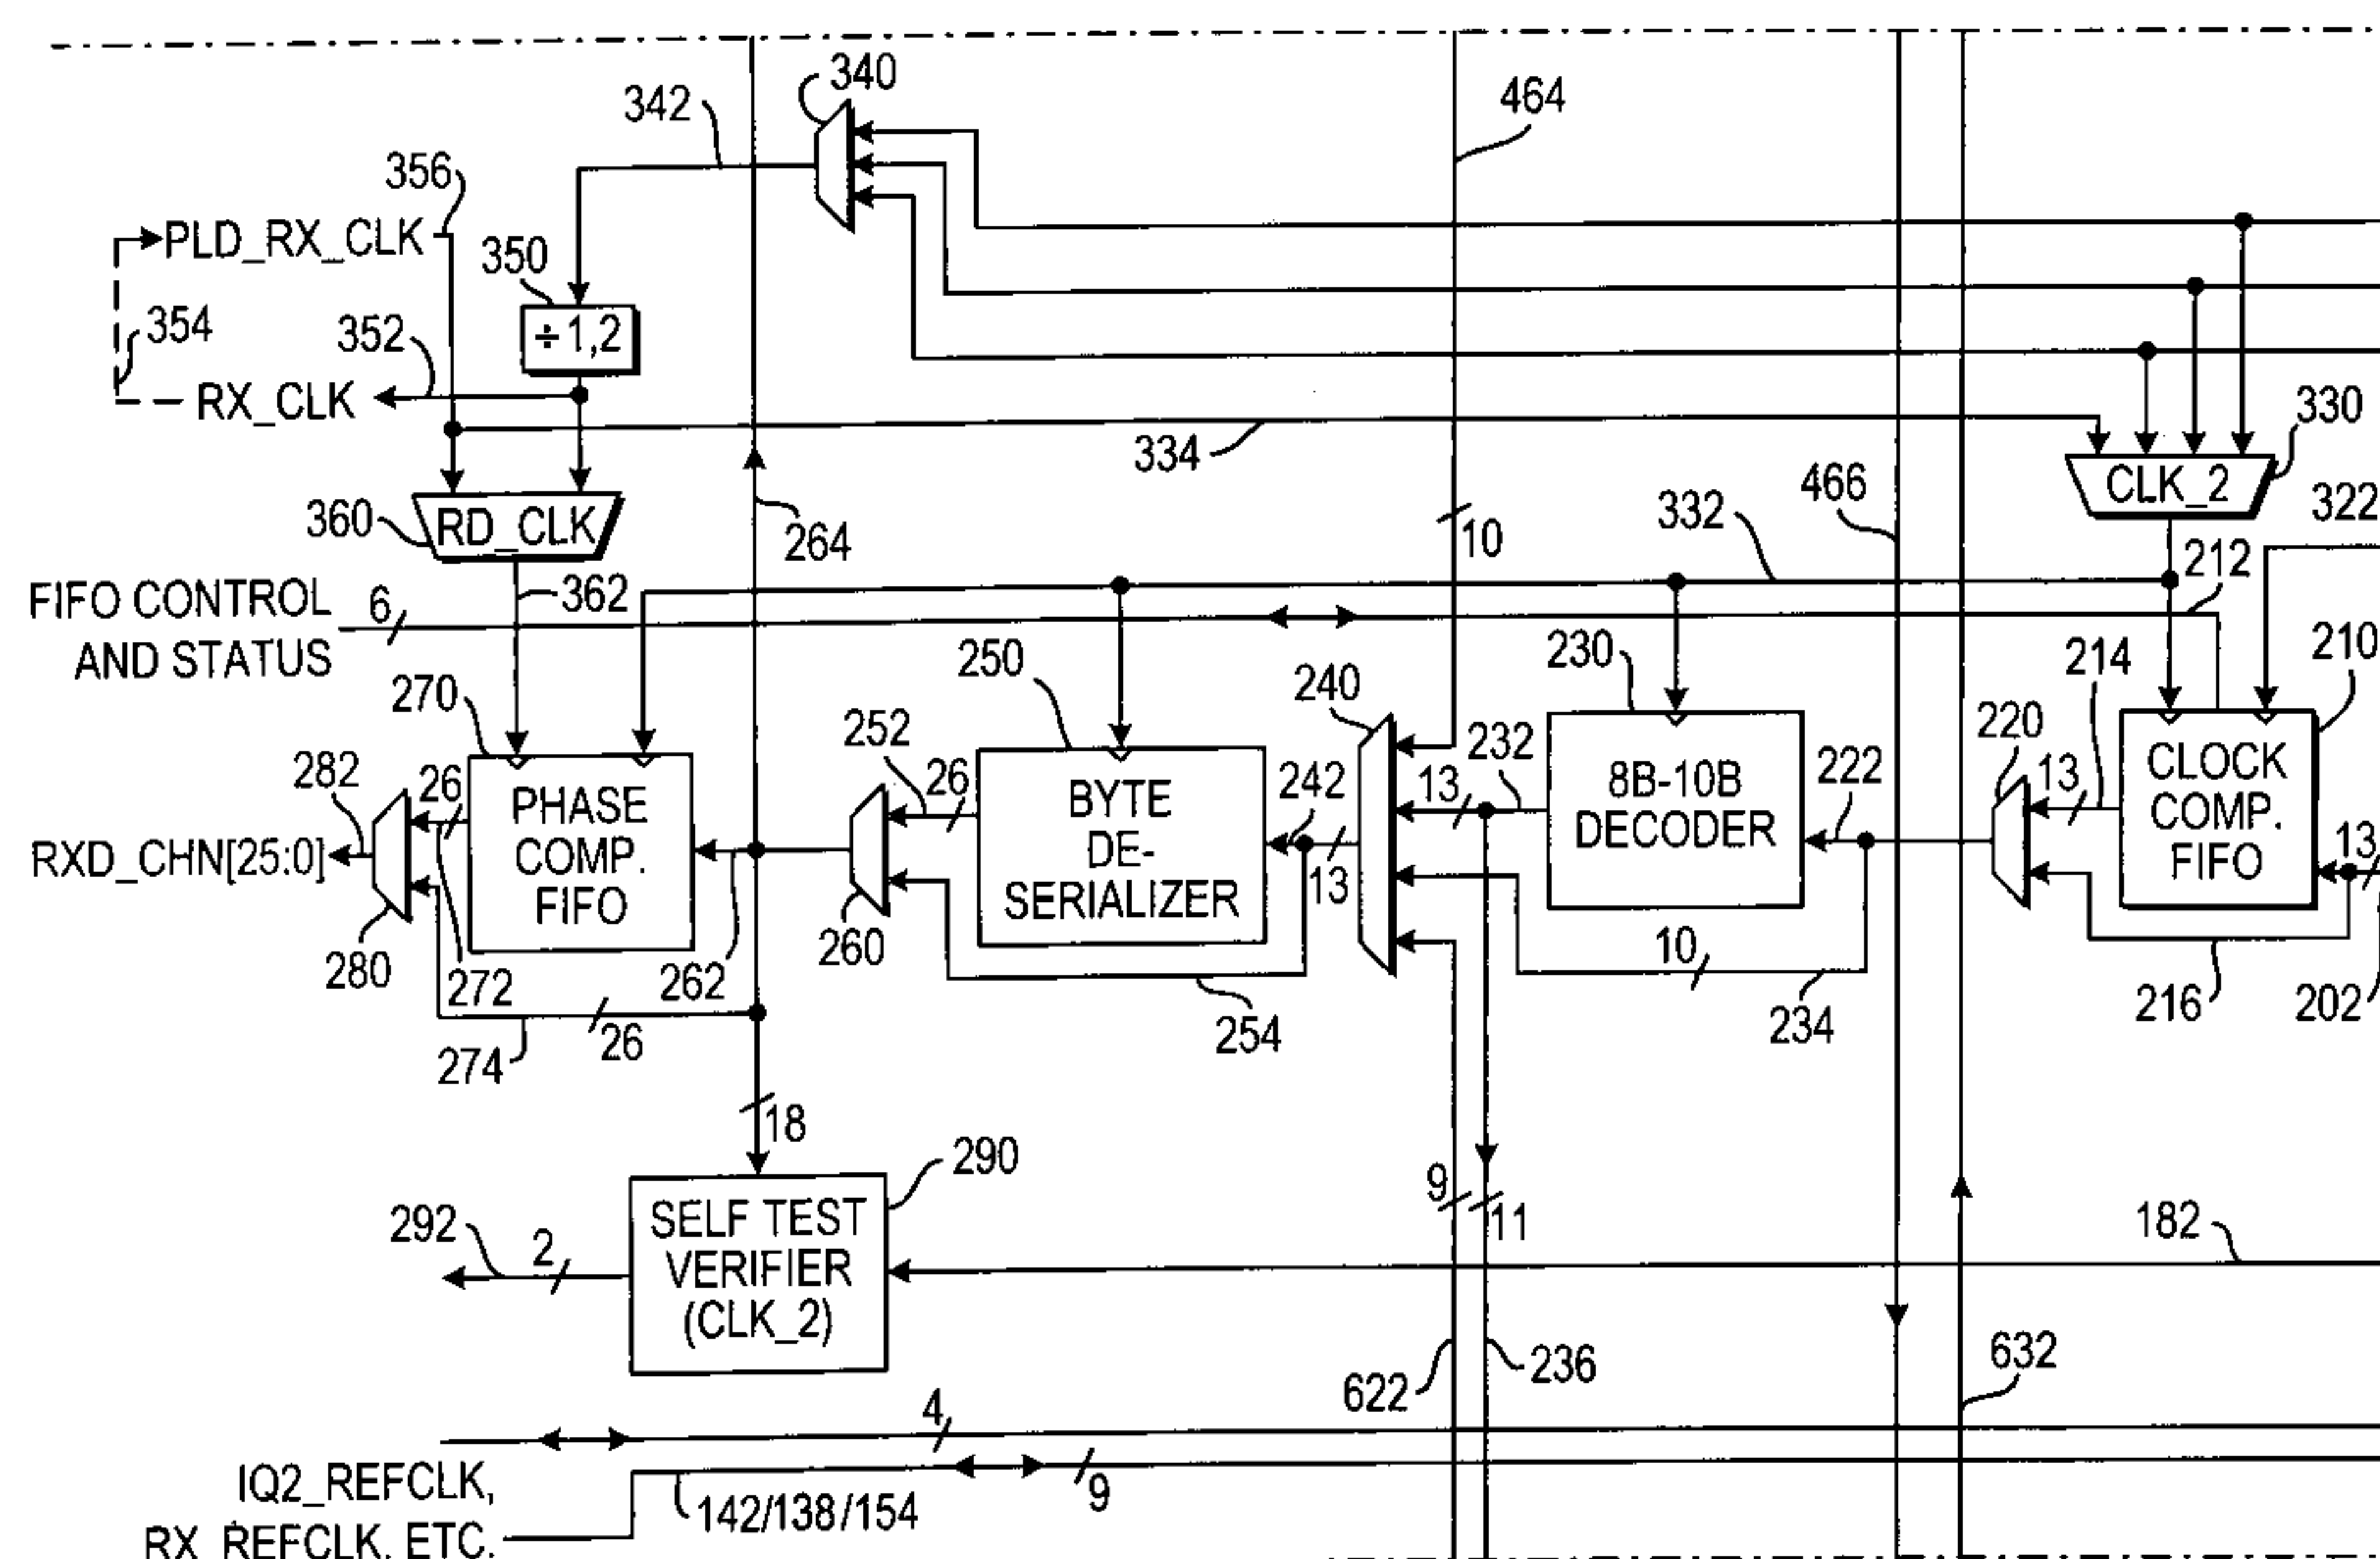 340
342
464
356
PLD_RX_CLK
350
354
352
÷ 1,2
RX_CLK
334
330
466
CLK_2
322
360
RD_CLK
264
10
332
212
FIFO CONTROL
AND STATUS
6
362
270
250
240
230
214
210
282
26
PHASE
COMP.
FIFO
252
26
BYTE
DE-
SERIALIZER
242
13
13
232
8B-10B
DECODER
222
220
13
CLOCK
COMP.
FIFO
13
RXD_CHN[25:0]
280
272
262
260
10
274
26
254
234
216
202
18
290
SELF TEST
VERIFIER
(CLK_2)
292
2
9
11
182
622
236
632
4
IQ2_REFCLK,
RX_REFCLK, ETC.
142/138/154
9